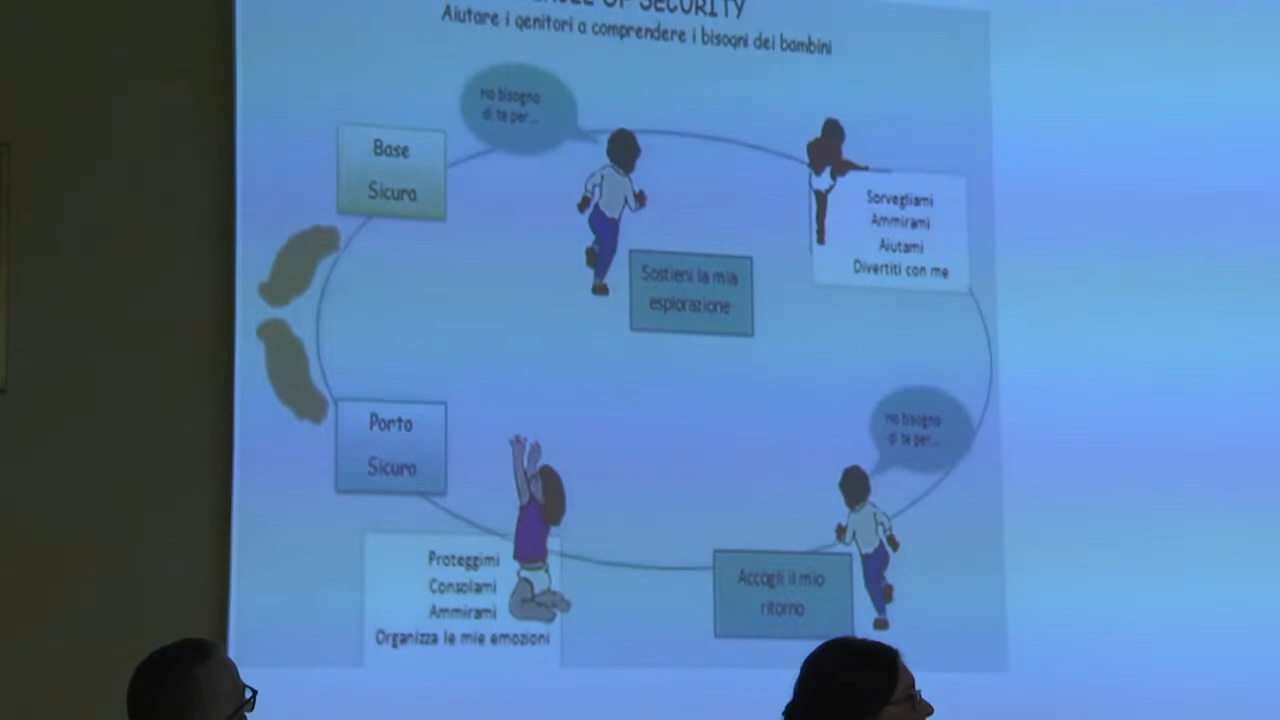 OF SECURITY
Aiutare i genitori a comprendere i bisogni dei bambini
Ho bisogno
di te per...
Base
Sicura
Sorvegliami
Ammirami
Aiutami
Divertiti con me
Sostieni la mia
esplorazione
Porto
Sicuro
Ho bisogno
di te per...
Proteggimi
Consolami
Ammirami
Organizza le mie emozioni
Accogli il mio
ritorno